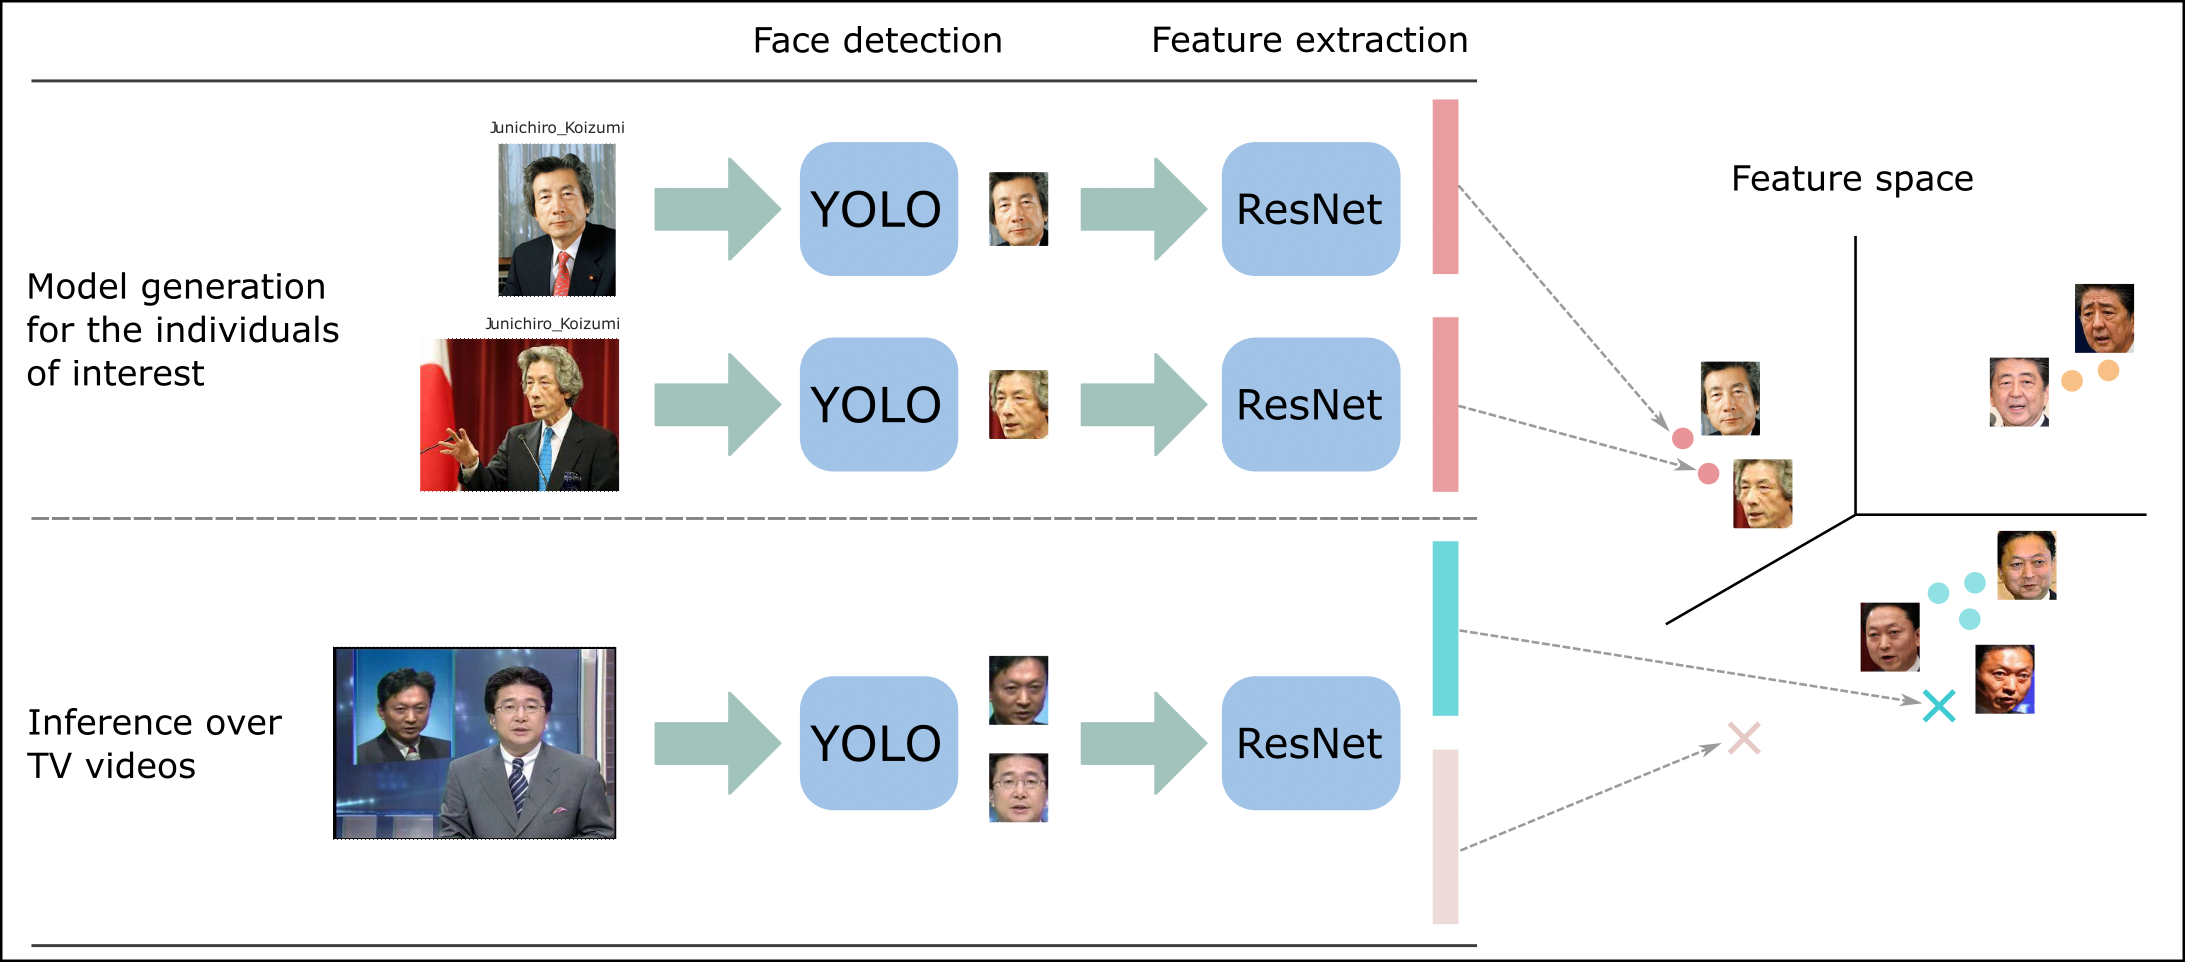 Face detection
Feature extraction
Junichiro_Koizumi
YOLO
ResNet
Feature space
Model generation
for the individuals
of interest
Junichiro_Koizumi
YOLO
ResNet
Inference over
TV videos
YOLO
ResNet